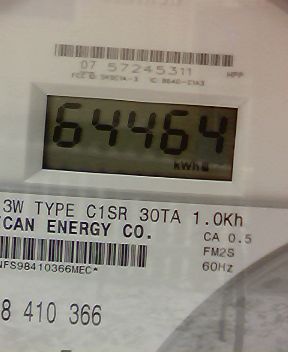 07 57245311
HPP
64464
kWh
3W TYPE C1SR 30TA 1.0Kh
CAN ENERGY CO.
CA 0.5
FM2S
NFS98410366MEC*
60Hz
8 410 366